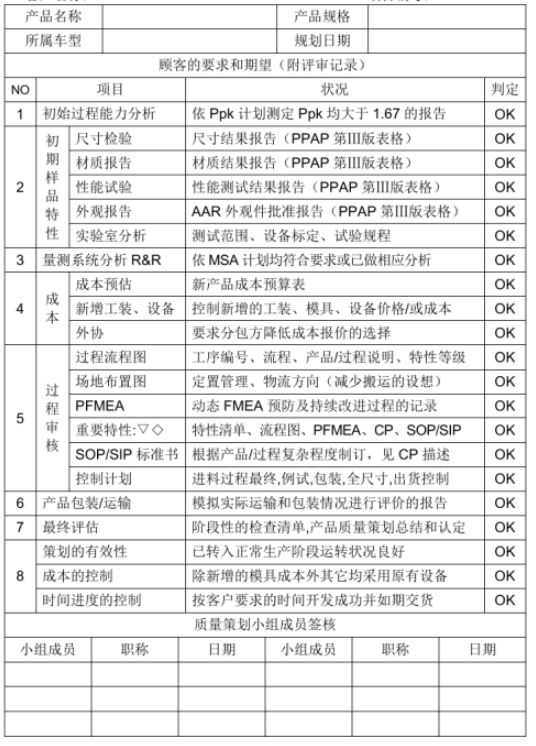 产品名称 产品规格
所属车型 规划日期
顾客的要求和期望（附评审记录）
NO 项目 状况 判定
1 初始过程能力分析 依 Ppk 计划测定 Ppk 均大于 1.67 的报告 OK
2 初期样品特性 尺寸检验 尺寸结果报告（PPAP 第III版表格） OK
材质报告 材质结果报告（PPAP 第III版表格） OK
性能试验 性能测试结果报告（PPAP 第III版表格） OK
外观报告 AAR 外观件批准报告（PPAP 第III版表格） OK
实验室分析 测试范围、设备标定、试验规程 OK
3 量测系统分析 R&R 依 MSA 计划均符合要求或已做相应分析 OK
4 成本 成本预估 新产品成本预算表 OK
新增工装、设备 控制新增的工装、模具、设备价格/或成本 OK
外协 要求分包方降低成本报价的选择 OK
5 过程审核 过程流程图 工序编号、流程、产品/过程说明、特性等级 OK
场地布置图 定置管理、物流方向（减少搬运的设想） OK
PFMEA 动态 FMEA 预防及持续改进过程的记录 OK
重要特性:▽◇ 特性清单、流程图、PFMEA、CP、SOP/SIP OK
SOP/SIP 标准书 根据产品/过程复杂程度制订，见 CP 描述 OK
控制计划 进料过程最终,例试,包装,全尺寸,出货控制 OK
6 产品包装/运输 模拟实际运输和包装情况进行评价的报告 OK
7 最终评估 阶段性的检查清单,产品质量策划总结和认定 OK
8 策划的有效性 已转入正常生产阶段运转状况良好 OK
成本的控制 除新增的模具成本外其它均采用原有设备 OK
时间进度的控制 按客户要求的时间开发成功并如期交货 OK
质量策划小组成员签核
小组成员 职称 日期 小组成员 职称 日期